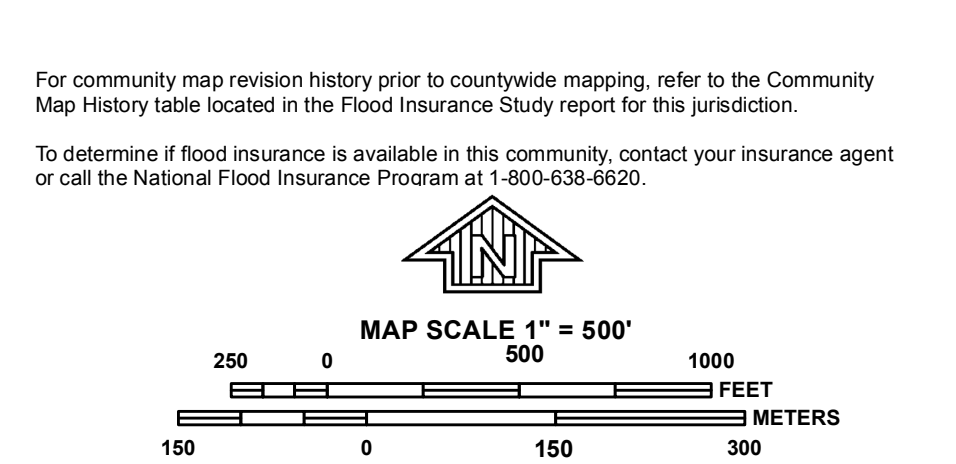 For community map revision history prior to countywide mapping, refer to the Community
Map History table located in the Flood Insurance Study report for this jurisdiction.
To determine if flood insurance is available in this community, contact your insurance agent
or call the National Flood Insurance Program at 1-800-638-6620.
N
MAP SCALE 1" = 500'
250 0 500 1000
FEET
METERS
150 0 150 300